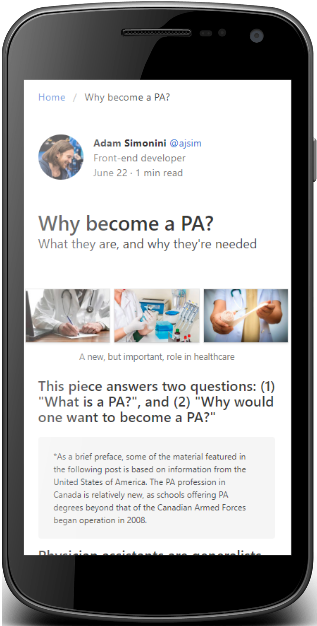 Home / Why become a PA?
Adam Simonini @ajsim
Front-end developer
June 22 · 1 min read
Why become a PA?
What they are, and why they're needed
A new, but important, role in healthcare
This piece answers two questions: (1)
"What is a PA?", and (2) "Why would
one want to become a PA?"
"As a brief preface, some of the material featured in
the following post is based on information from the
United States of America. The PA profession in
Canada is relatively new, as schools offering PA
degrees beyond that of the Canadian Armed Forces
began operation in 2008.
Physician assistants are generalists